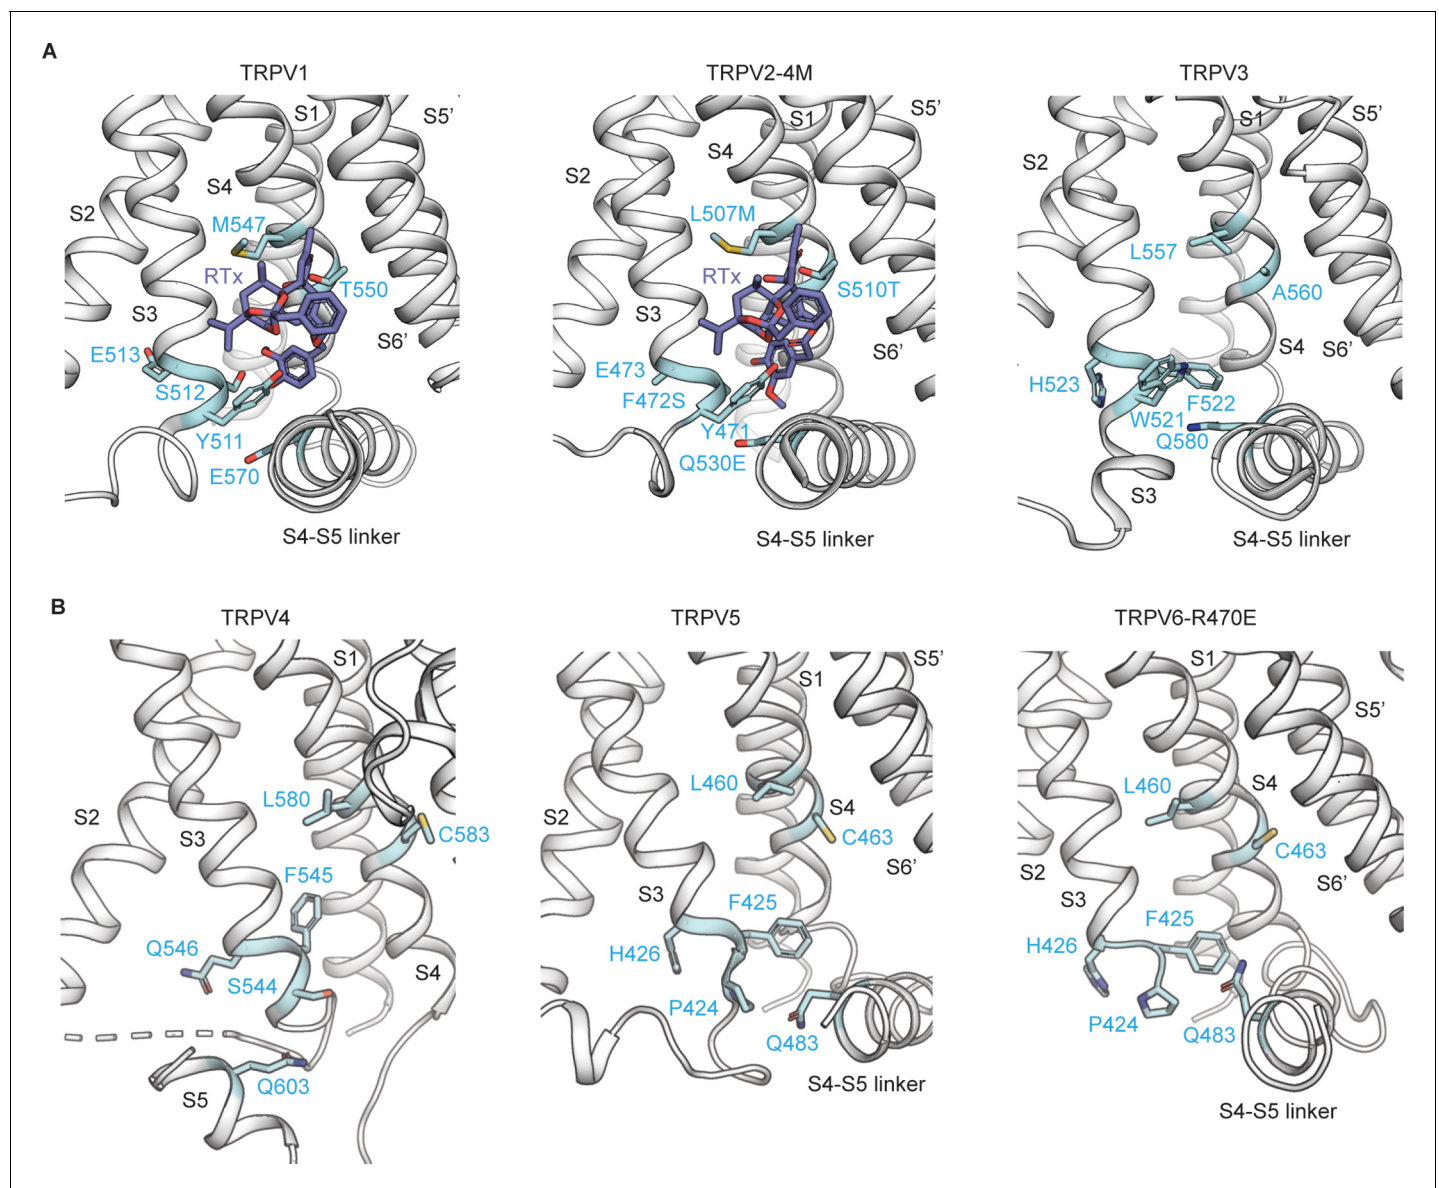 A
TRPV1
TRPV2-4M
TRPV3
S1
S5’
S4
S2
M547
RTx
T550
S3
S6’
E513
S512
Y511
E570
S4-S5 linker
S1
S5’
S4
S2
L507M
RTx
S510T
S3
S6’
E473
F472S
Y471
Q530E
S4-S5 linker
S1
S5’
S2
L557
A560
S4
S6’
H523
F522
W521
Q580
S3
S4-S5 linker
B
TRPV4
TRPV5
TRPV6-R470E
S1
L580
S2
S3
C583
F545
Q546
S544
S4
Q603
S5
S5’
S1
L460
S2
S4
C463
S6’
S3
F425
H426
P424
Q483
S4-S5 linker
S1
S5’
L460
S4
C463
S2
S6’
S3
F425
H426
P424
Q483
S4-S5 linker